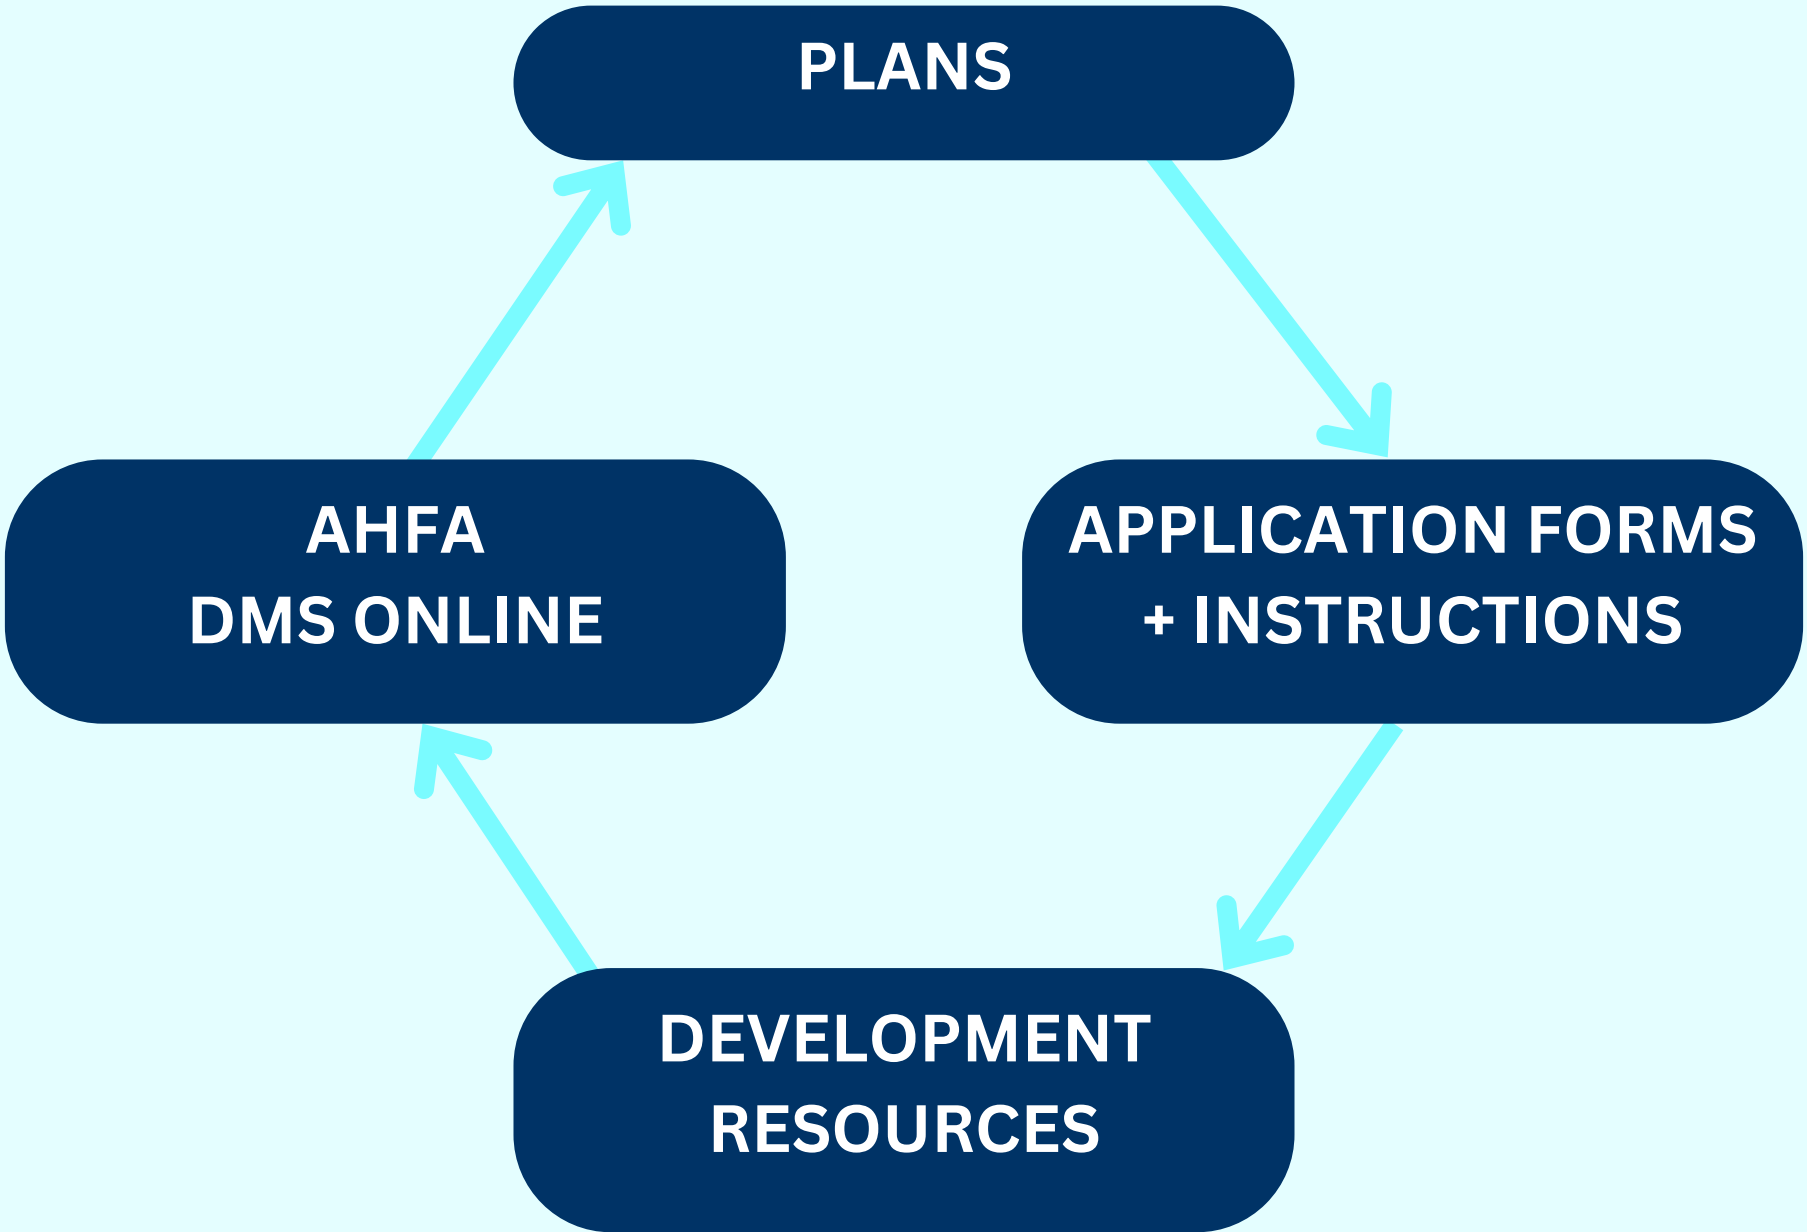 PLANS
AHFA
DMS ONLINE
APPLICATION FORMS
+ INSTRUCTIONS
DEVELOPMENT
RESOURCES